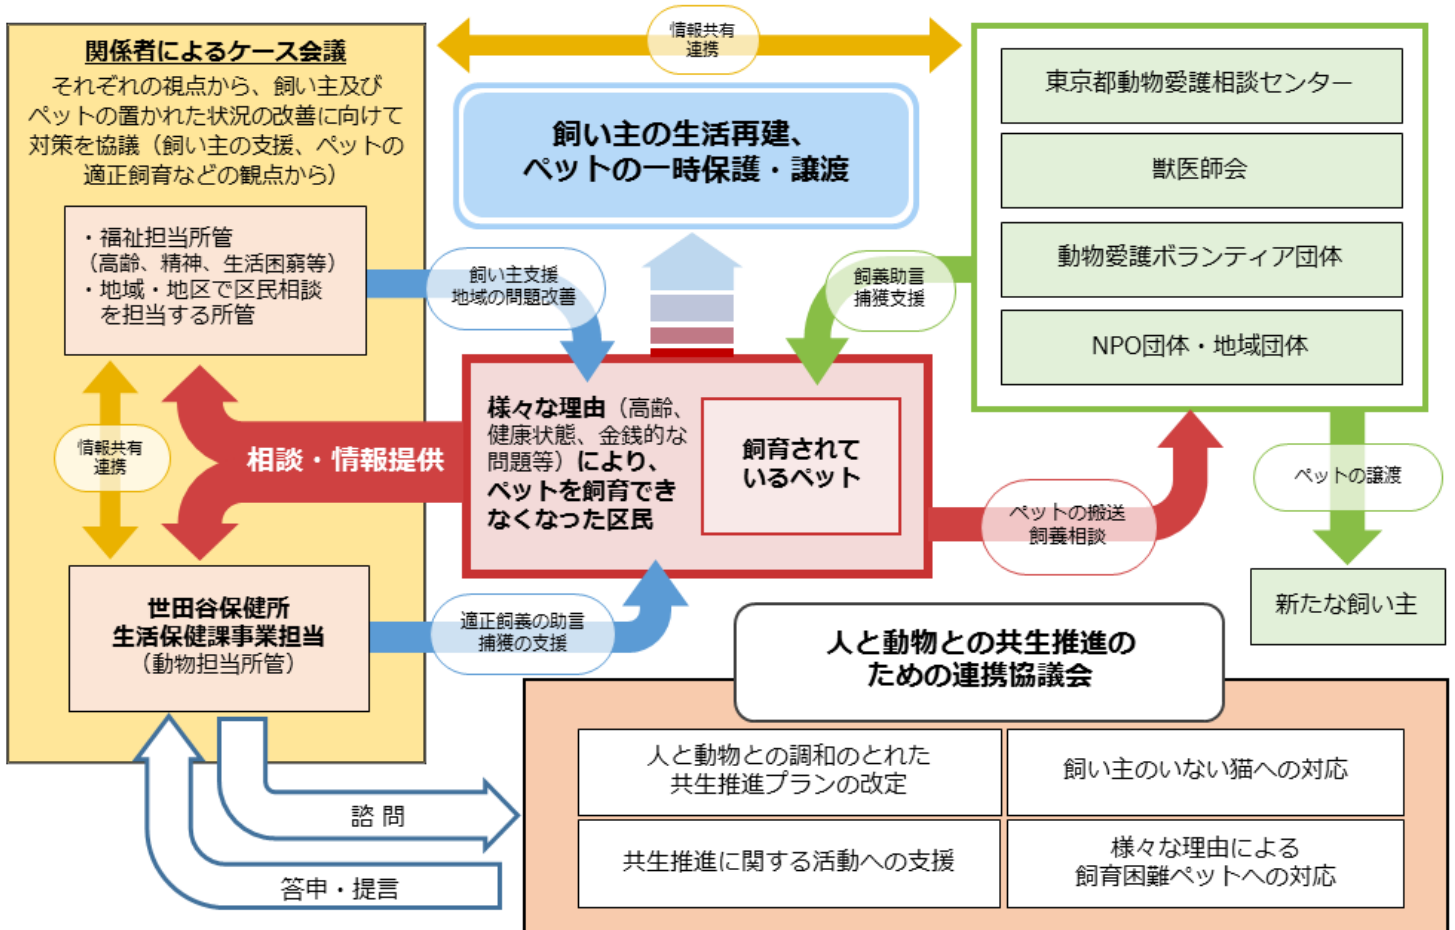 関係者によるケース会議
それぞれの視点から、飼い主及び
ペットの置かれた状況の改善に向けて
対策を協議（飼い主の支援、ペットの
適正飼育などの観点から）
・福祉担当所管
（高齢、精神、生活困窮等）
・地域・地区で区民相談
を担当する所管
情報共有
連携
世田谷保健所
生活保健課事業担当
（動物担当所管）
情報共有
連携
飼い主の生活再建、
ペットの一時保護・譲渡
飼い主支援
地域の問題改善
飼養助言
捕獲支援
相談・情報提供
様々な理由（高齢、
健康状態、金銭的な
問題等）により、
ペットを飼育でき
なくなった区民
飼育されて
いるペット
適正飼養の助言
捕獲の支援
ペットの搬送
飼養相談
東京都動物愛護相談センター
獣医師会
動物愛護ボランティア団体
NPO団体・地域団体
ペットの譲渡
新たな飼い主
人と動物との共生推進の
ための連携協議会
人と動物との調和のとれた
共生推進プランの改定
飼い主のいない猫への対応
共生推進に関する活動への支援
様々な理由による
飼育困難ペットへの対応
諮 問
答申・提言